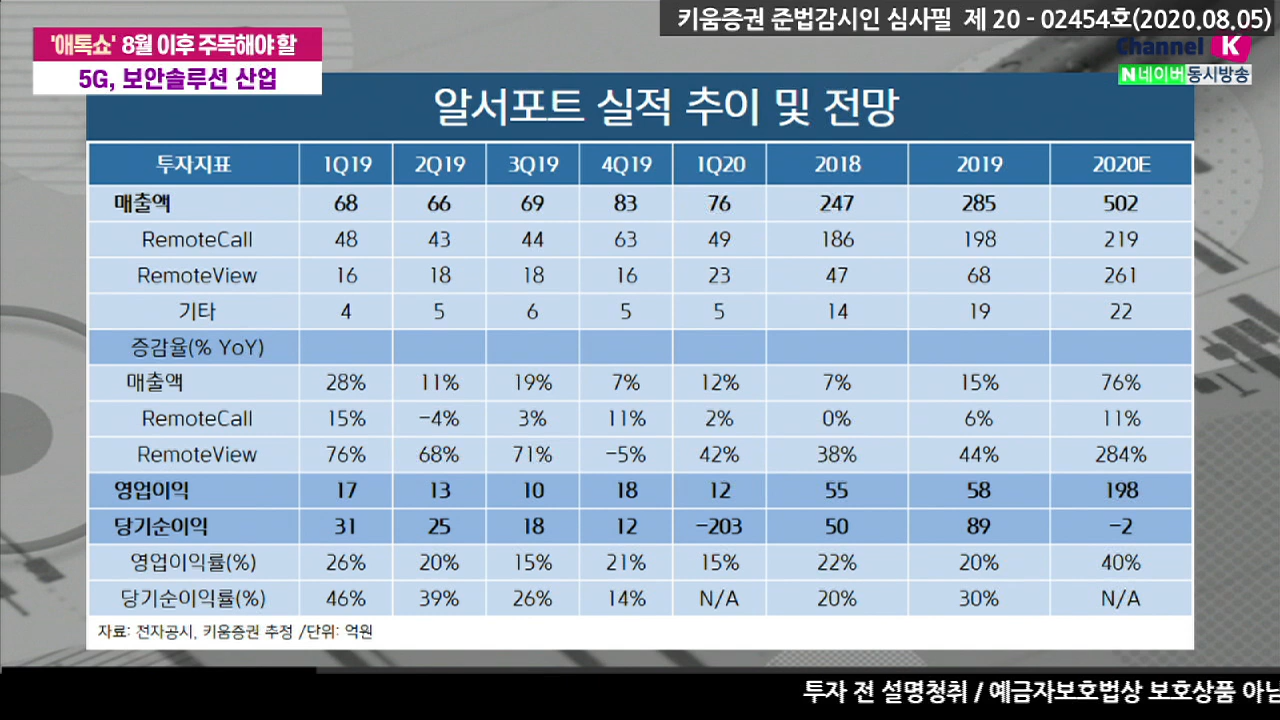 키움증권 준법감시인 심사필 제 20 - 02454호(2020.08.05)
'애톡쇼' 8월 이후 주목해야 할
5G, 보안솔루션 산업
Channel K
N 네이버 동시방송
알서포트 실적 추이 및 전망
투자지표 1Q19 2Q19 3Q19 4Q19 1Q20 2018 2019 2020E
매출액 68 66 69 83 76 247 285 502
RemoteCall 48 43 44 63 49 186 198 219
RemoteView 16 18 18 16 23 47 68 261
기타 4 5 6 5 5 14 19 22
증감율(% YoY)
매출액 28% 11% 19% 7% 12% 7% 15% 76%
RemoteCall 15% -4% 3% 11% 2% 0% 6% 11%
RemoteView 76% 68% 71% -5% 42% 38% 44% 284%
영업이익 17 13 10 18 12 55 58 198
당기순이익 31 25 18 12 -203 50 89 -2
영업이익률(%) 26% 20% 15% 21% 15% 22% 20% 40%
당기순이익률(%) 46% 39% 26% 14% N/A 20% 30% N/A
자료: 전자공시, 키움증권 추정 /단위: 억원
투자 전 설명청취 / 예금자보호법상 보호상품 아님